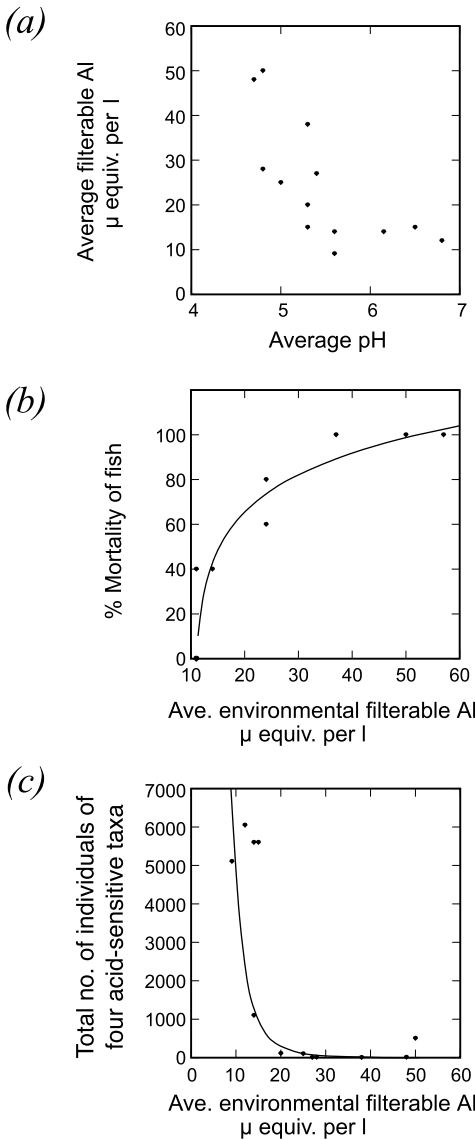 (a)
Average filterable Al
μ equiv. per l
60
50
40
30
20
10
0
4 5 6 7
Average pH
(b)
% Mortality of fish
100
80
60
40
20
0
10 20 30 40 50 60
Ave. environmental filterable Al
μ equiv. per l
(c)
Total no. of individuals of
four acid-sensitive taxa
7000
6000
5000
4000
3000
2000
1000
0
0 10 20 30 40 50 60
Ave. environmental filterable Al
μ equiv. per l